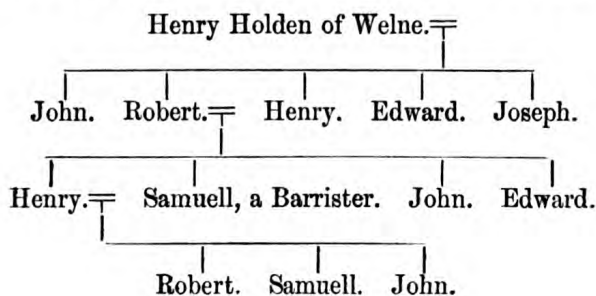 Henry Holden of Welne.
John. Robert. Henry. Edward. Joseph.
Henry. Samuell, a Barrister. John. Edward.
Robert. Samuell. John.